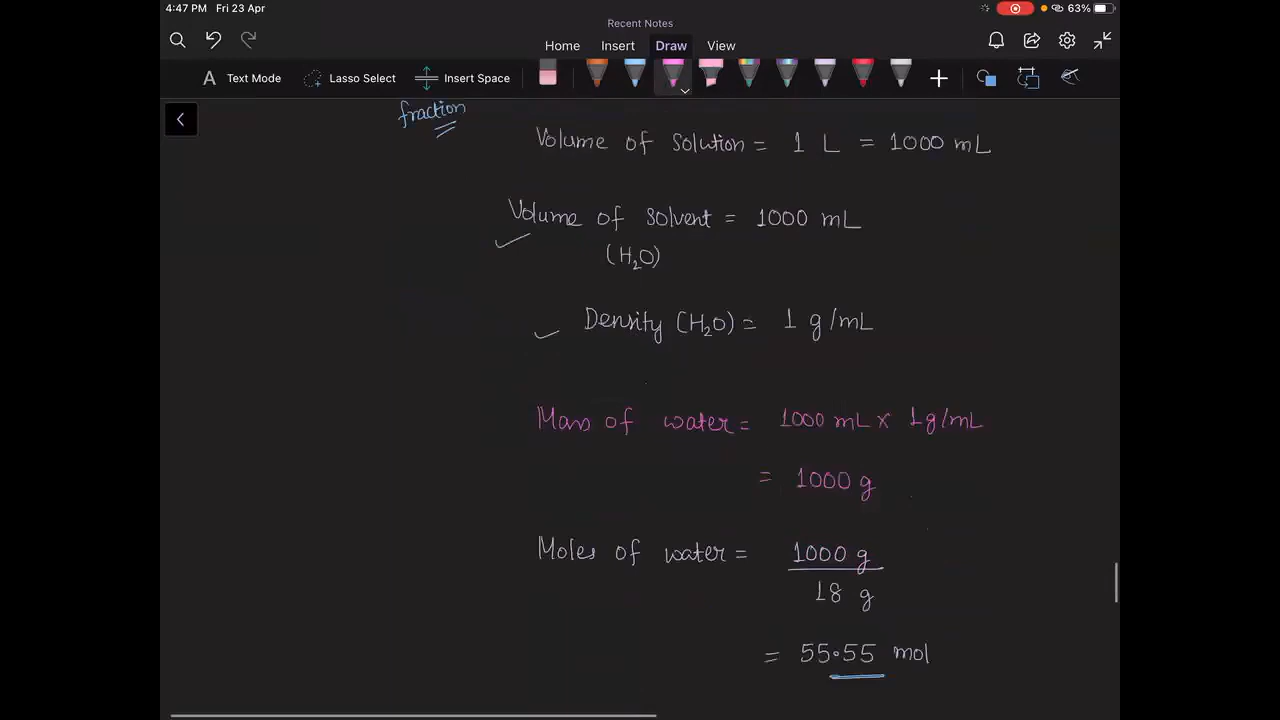 4:47 PM Fri 23 Apr
63%
Recent Notes
Home Insert Draw View
Text Mode Lasso Select Insert Space
fraction
Volume of Solution = 1 L = 1000 mL
Volume of Solvent = 1000 mL
(H₂O)
Density (H₂O) = 1 g/mL
Mass of water = 1000 mL x 1g/mL
= 1000 g
Moles of water = 1000 g
18 g
= 55.55 mol